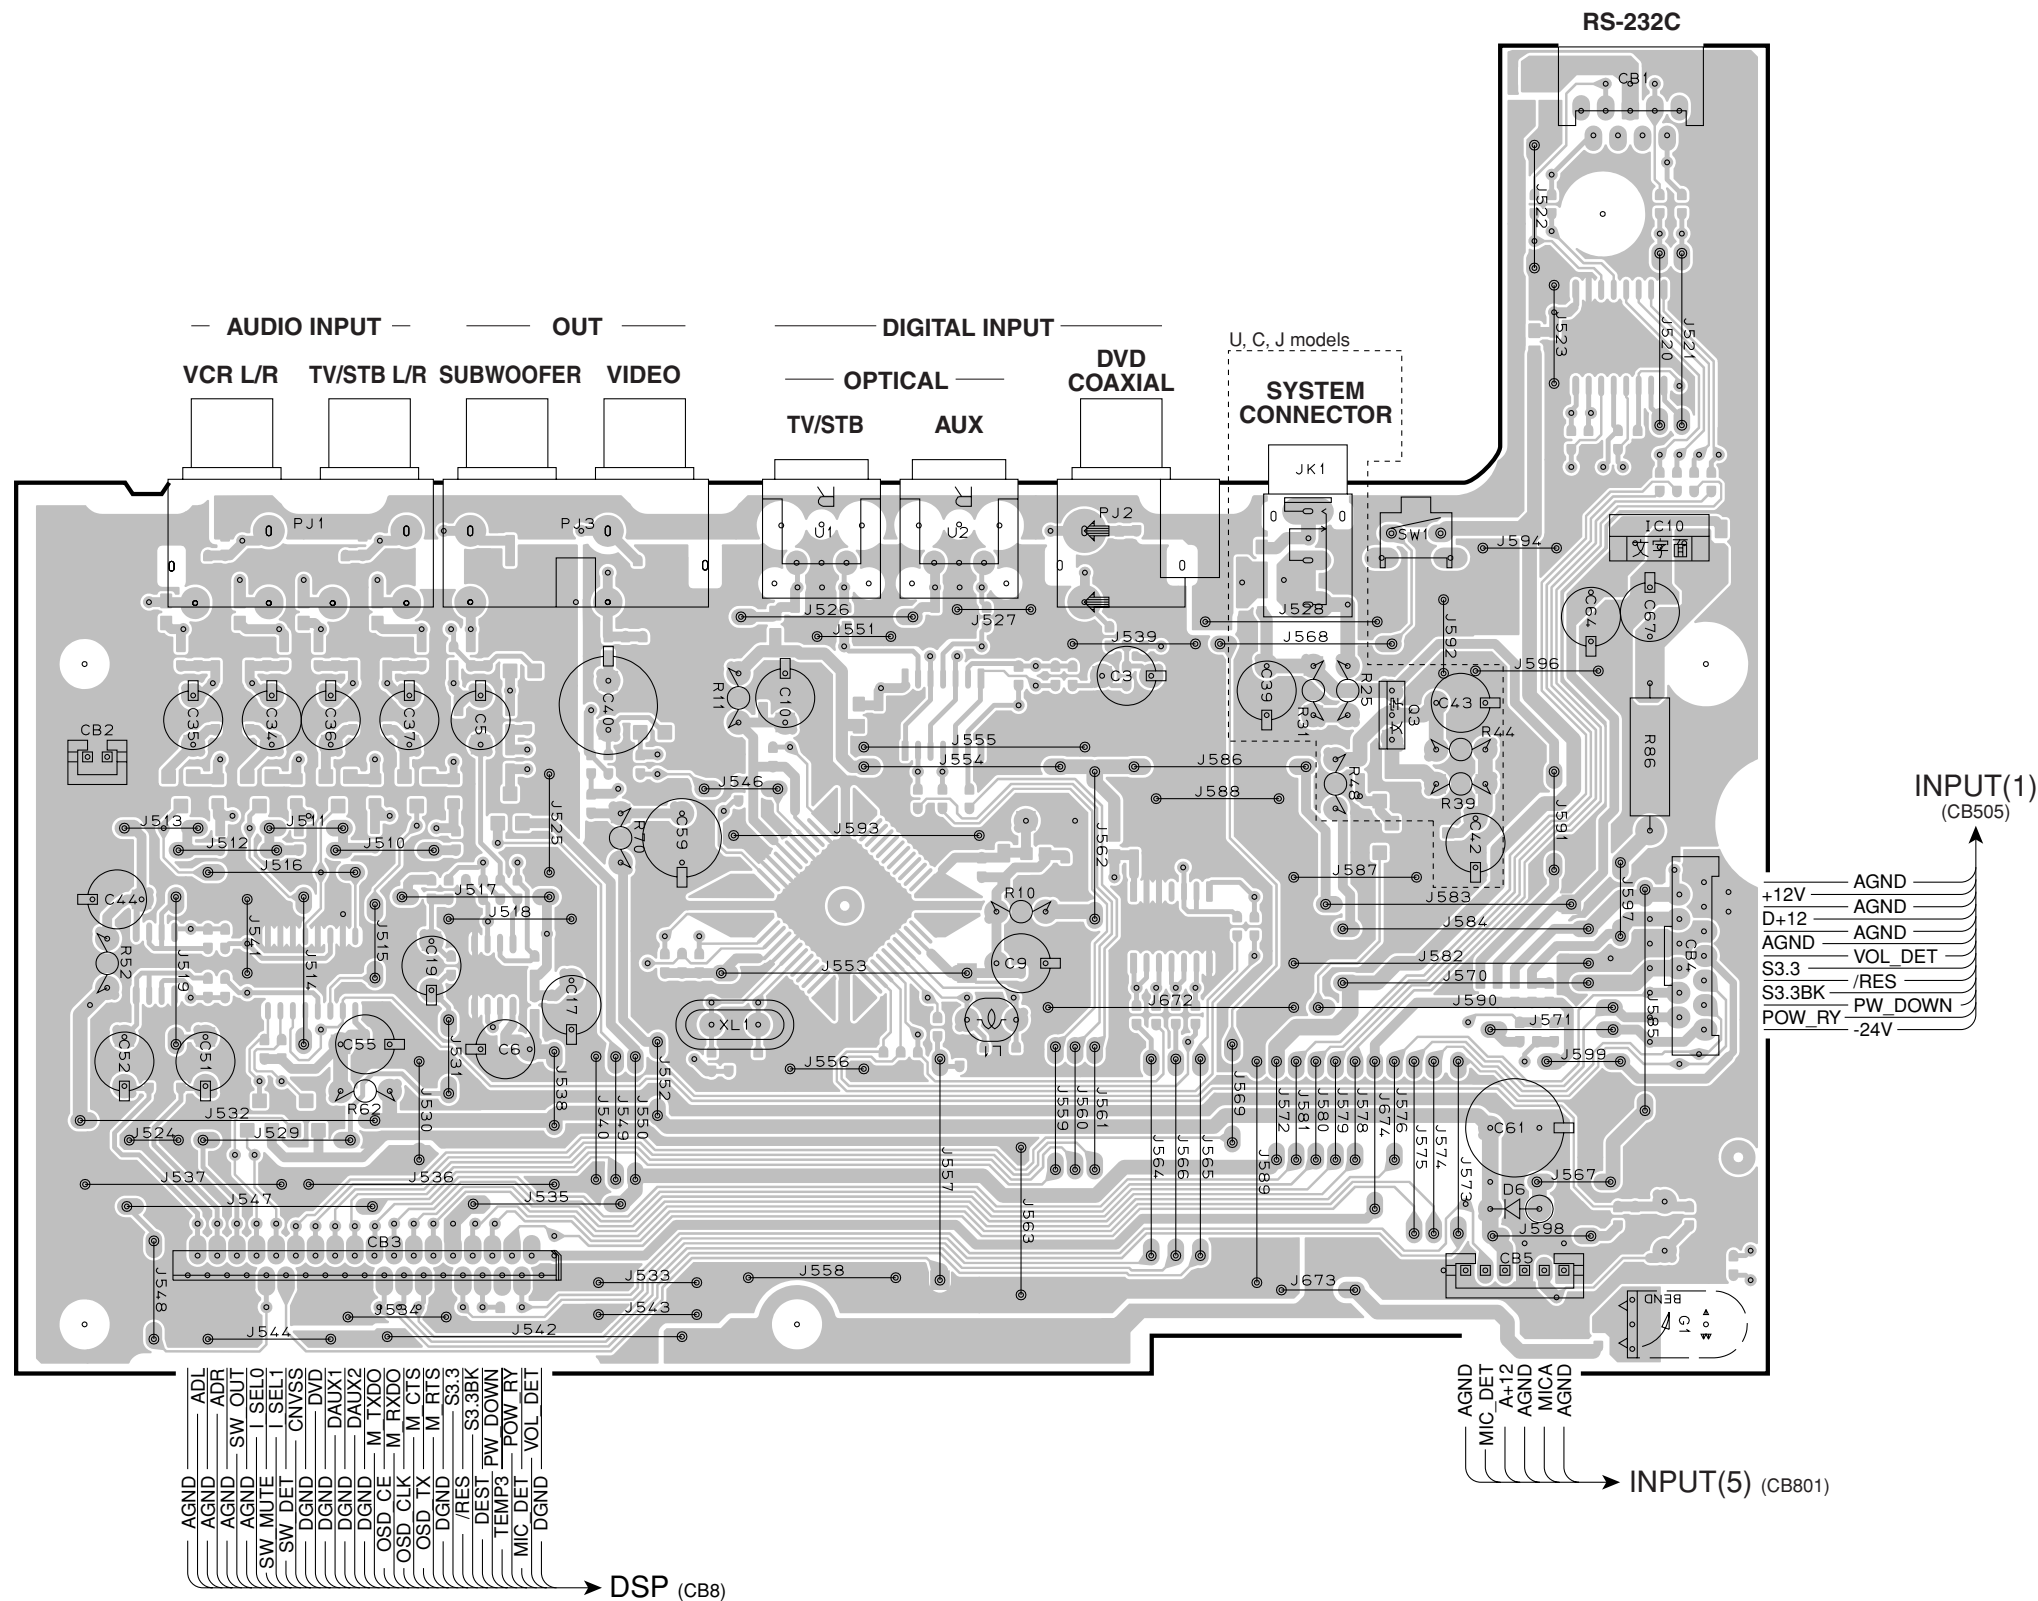 RS-232C
CB1
J522
J523
J520
J521
AUDIO INPUT
OUT
DIGITAL INPUT
U, C, J models
VCR L/R
TV/STB L/R
SUBWOOFER
VIDEO
OPTICAL
DVD
COAXIAL
SYSTEM
CONNECTOR
TV/STB
AUX
JK1
PJ1
PJ3
R
U1
R
U2
PJ2
SW1
J594
IC10
文字面
J526
J527
J551
J528
J539
J568
J592
J596
C64
C67
CB2
C35
C34
C36
C37
C5
C40
R11
C10
C3
C39
R31
R25
Q3
C43
R44
R86
J555
J554
J586
J546
J588
R48
R39
J525
J513
J511
J512
J510
J516
R70
C59
J593
J562
C42
J591
J587
INPUT(1)
(CB505)
C44
J517
J518
R10
J583
J584
J597
CB4
R52
J519
J541
J514
J515
C19
C17
J553
C9
J582
J570
J672
J590
J571
J585
J599
AGND
+12V
AGND
D+12
AGND
AGND
VOL_DET
S3.3
/RES
S3.3BK
PW_DOWN
POW_RY
-24V
C52
C51
C55
R62
J531
C6
XL1
L1
J556
J530
J538
J540
J549
J550
J552
J559
J560
J561
J569
J572
J581
J580
J579
J578
J674
J576
J575
J574
J573
C61
J532
J524
J529
J537
J536
J547
J535
J557
J563
J564
J566
J565
J589
J567
D6
J598
CB3
CB5
J548
J533
J558
J673
J534
J543
J544
J542
BEND
G1
ADL
ADR
SW_OUT
I_SEL0
I_SEL1
CNVSS
DVD
DAUX1
DAUX2
M_TXDO
M_RXDO
M_CTS
M_RTS
S3.3
S3.3BK
PW_DOWN
POW_RY
VOL_DET
AGND
AGND
AGND
AGND
SW_MUTE
SW_DET
DGND
DGND
DGND
DGND
OSD_CE
OSD_CLK
OSD_TX
DGND
/RES
DEST
TEMP3
MIC_DET
DGND
DSP (CB8)
AGND
MIC_DET
A+12
AGND
MICA
AGND
INPUT(5) (CB801)